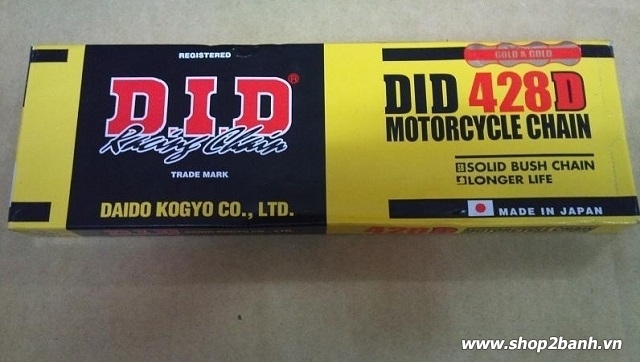 REGISTERED
D.I.D®
Racing Chain
TRADE MARK
DAIDO KOGYO CO., LTD.
GOLD & GOLD
DID 428D
MOTORCYCLE CHAIN
SOLID BUSH CHAIN
LONGER LIFE
MADE IN JAPAN
428D
www.shop2banh.vn